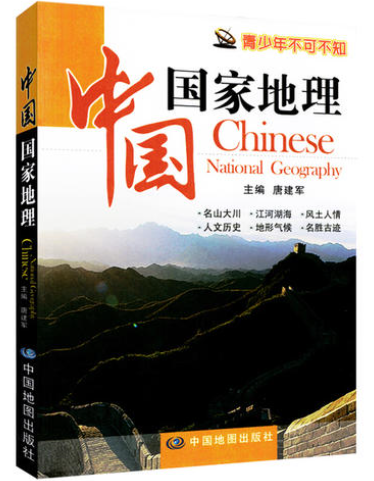 青少年不可不知
中国
国家地理
Chinese
National Geography
主编 唐建军
·名山大川 ·江河湖海 ·风土人情
·人文历史 ·地形气候 ·名胜古迹
中国地图出版社
中国
国家地理
Chinese
National Geography
主编 唐建军
中国地图出版社